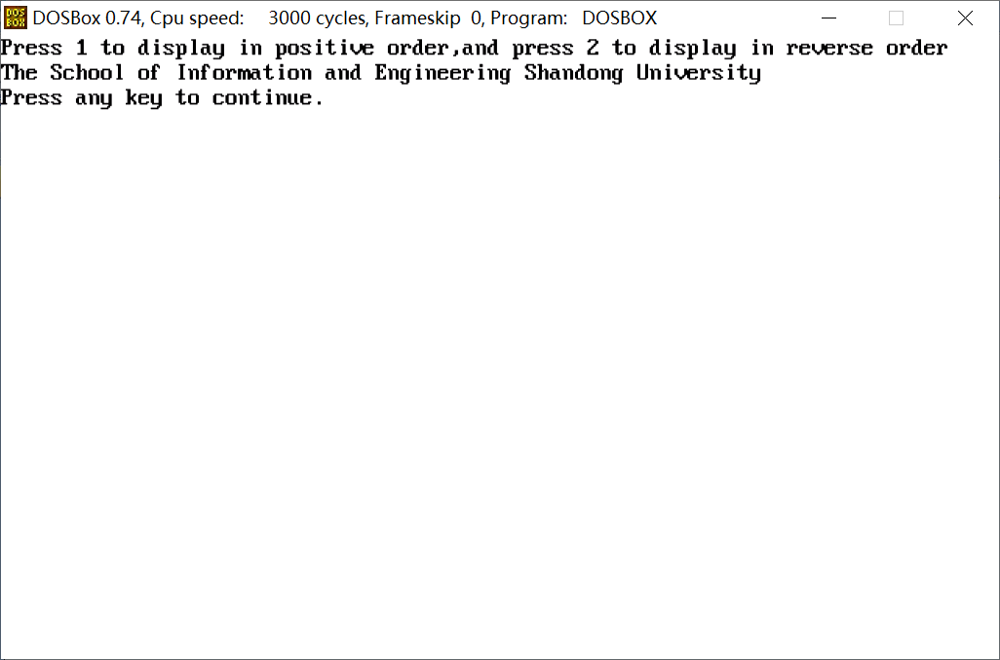 DOSBox 0.74, Cpu speed: 3000 cycles, Frameskip 0, Program: DOSBOX
Press 1 to display in positive order,and press 2 to display in reverse order
The School of Information and Engineering Shandong University
Press any key to continue.